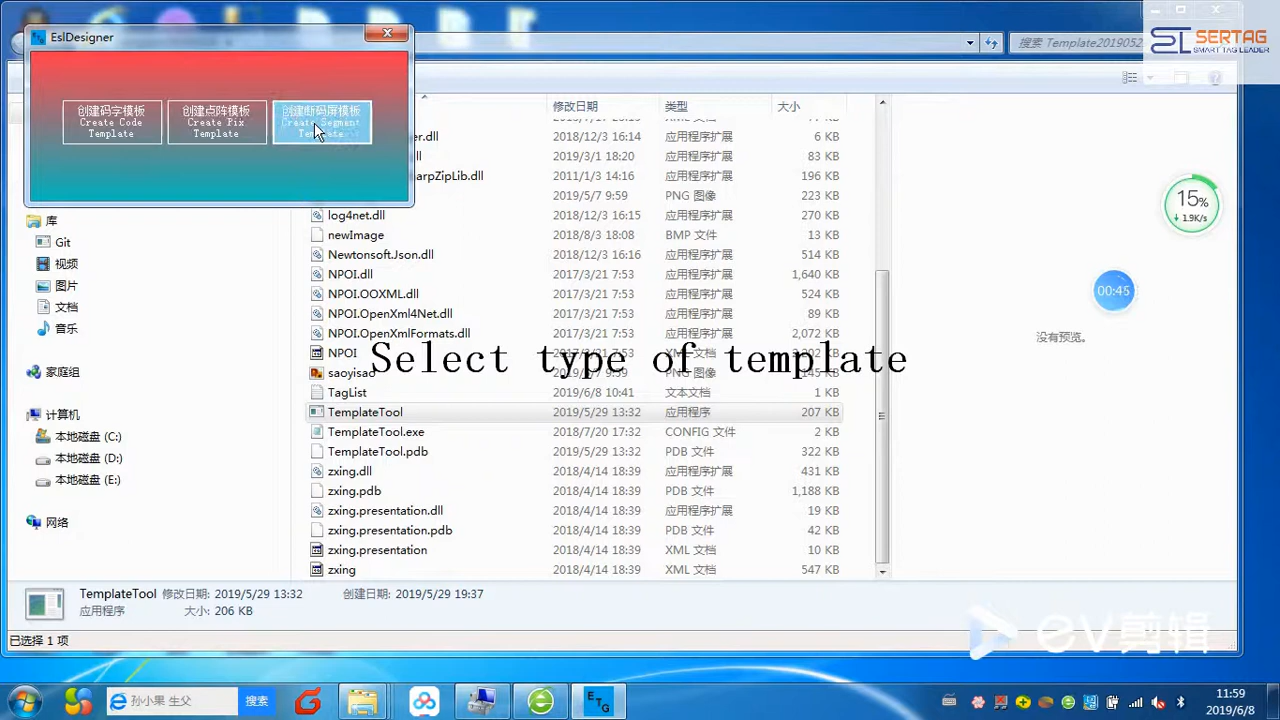 EslDesigner
创建码字模板
Create Code
Template
创建点阵模板
Create Fix
Template
创建断码屏模板
Create Segment
Template
搜索 Template2019052
SERTAG
SMART TAG LEADER
修改日期 类型 大小
er.dll 2018/12/3 16:14 应用程序扩展 6 KB
ll 2019/3/1 18:20 应用程序扩展 83 KB
arpZipLib.dll 2011/1/3 14:16 应用程序扩展 196 KB
2019/5/7 9:59 PNG 图像 223 KB
log4net.dll 2018/12/3 16:15 应用程序扩展 270 KB
newImage 2018/8/3 18:08 BMP 文件 13 KB
NewtonsoftJson.dll 2018/12/3 16:16 应用程序扩展 514 KB
NPOI.dll 2017/3/21 7:53 应用程序扩展 1,640 KB
NPOI.OOXML.dll 2017/3/21 7:53 应用程序扩展 524 KB
NPOI.OpenXml4Net.dll 2017/3/21 7:53 应用程序扩展 89 KB
NPOI.OpenXmlFormats.dll 2017/3/21 7:53 应用程序扩展 2,072 KB
NPOI 7:53 KB
Select type of template
saoyisao PNG 图像 KB
TagList 2019/6/8 10:41 文本文档 1 KB
TemplateTool 2019/5/29 13:32 应用程序 207 KB
TemplateTool.exe 2018/7/20 17:32 CONFIG 文件 2 KB
TemplateTool.pdb 2019/5/29 13:32 PDB 文件 322 KB
zxing.dll 2018/4/14 18:39 应用程序扩展 431 KB
zxing.pdb 2018/4/14 18:39 PDB 文件 1,188 KB
zxing.presentation.dll 2018/4/14 18:39 应用程序扩展 19 KB
zxing.presentation.pdb 2018/4/14 18:39 PDB 文件 42 KB
zxing.presentation 2018/4/14 18:39 XML 文档 10 KB
zxing 2018/4/14 18:39 XML 文档 547 KB
库
Git
视频
图片
文档
音乐
家庭组
计算机
本地磁盘 (C:)
本地磁盘 (D:)
本地磁盘 (E:)
网络
15%
↓ 1.9K/s
00:45
没有预览。
TemplateTool 修改日期: 2019/5/29 13:32 创建日期: 2019/5/29 19:37
应用程序 大小: 206 KB
已选择 1 项
EV剪辑
孙小果 生父 搜索
E T G
11:59
2019/6/8